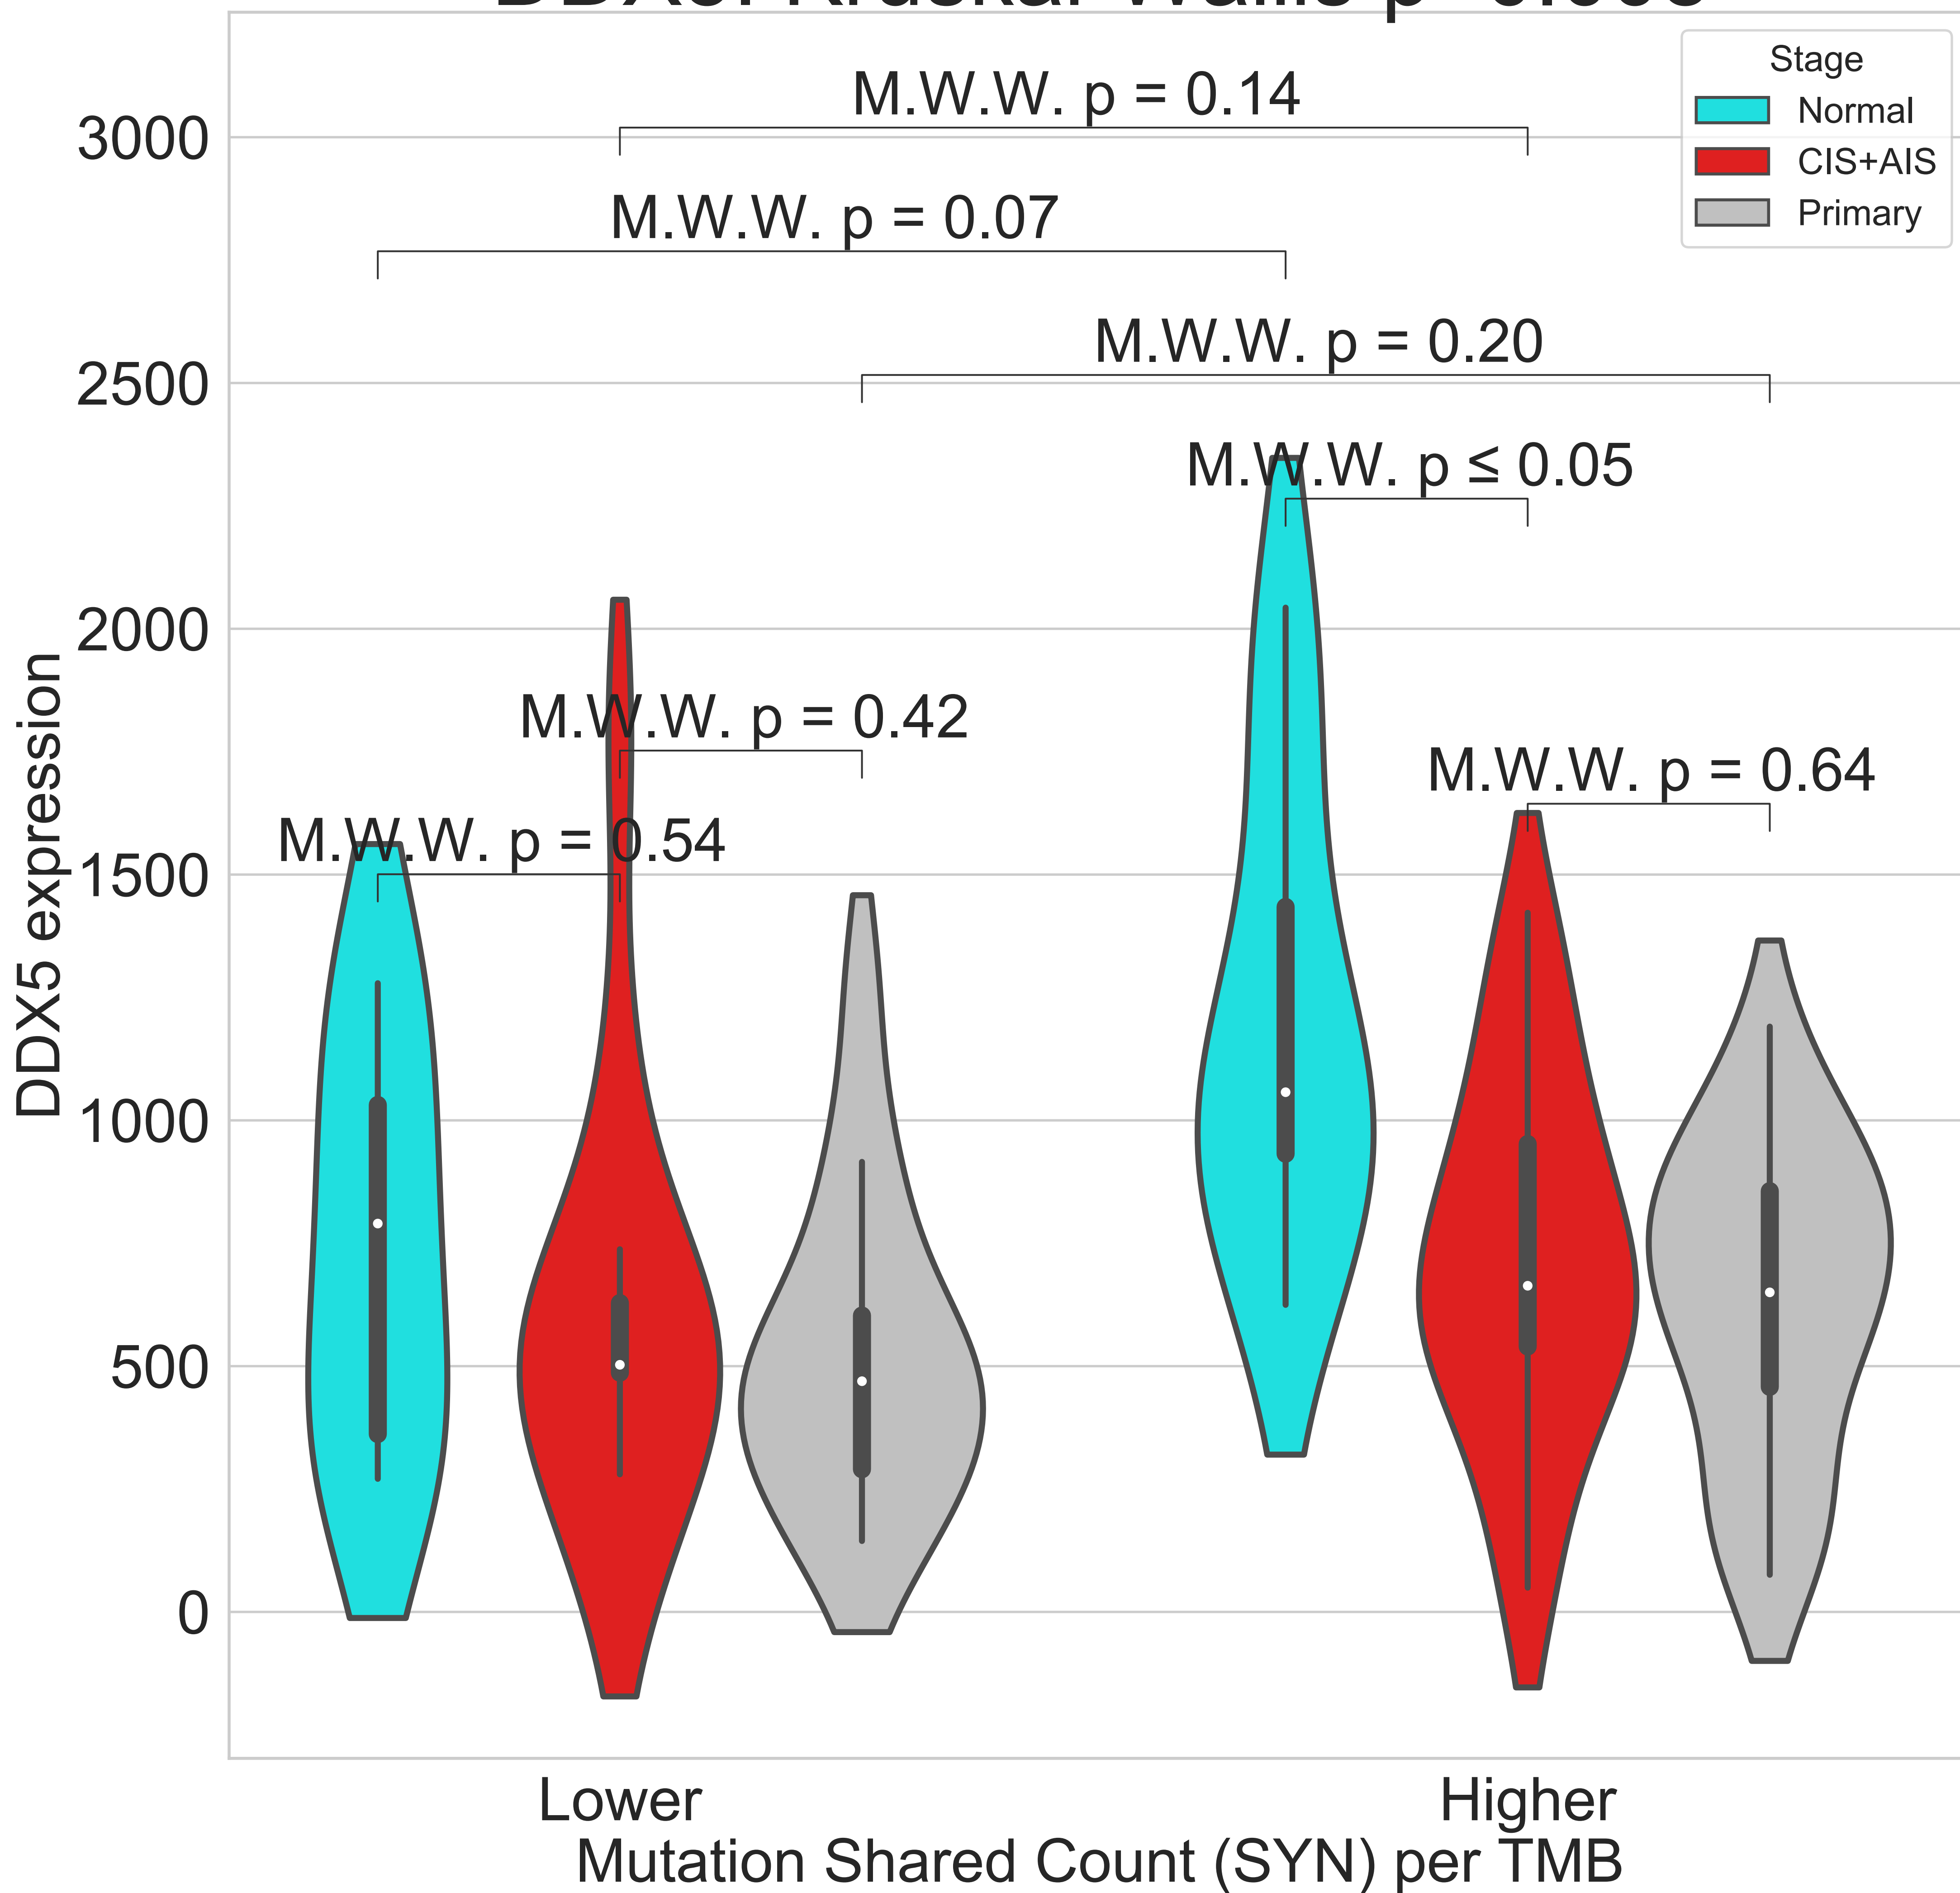 Stage
Normal
CIS+AIS
Primary
M.W.W. p = 0.14
M.W.W. p = 0.07
M.W.W. p = 0.20
M.W.W. p ≤ 0.05
M.W.W. p = 0.42
M.W.W. p = 0.64
M.W.W. p = 0.54
3000
2500
2000
1500
1000
500
0
DDX5 expression
Lower
Higher
Mutation Shared Count (SYN) per TMB